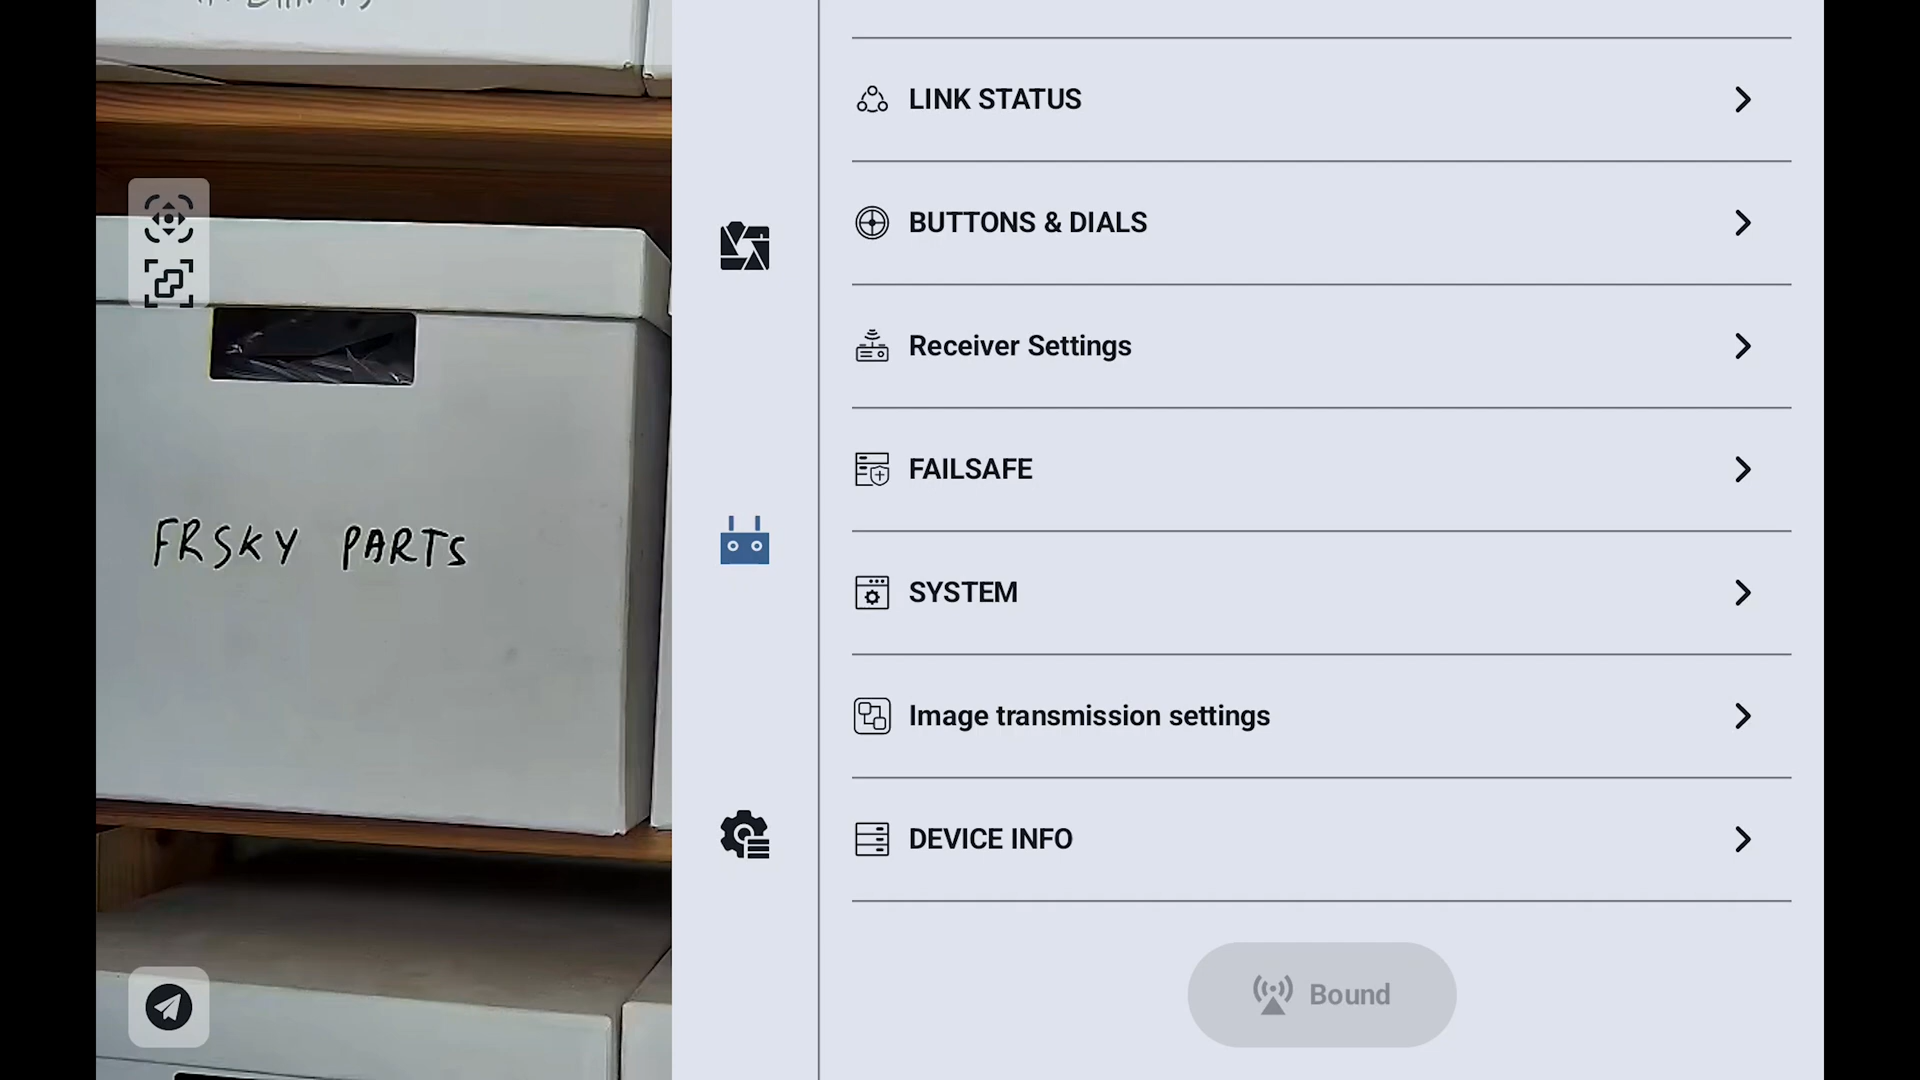 LINK STATUS
BUTTONS & DIALS
Receiver Settings
FAILSAFE
FRSKY PARTS
SYSTEM
Image transmission settings
DEVICE INFO
Bound